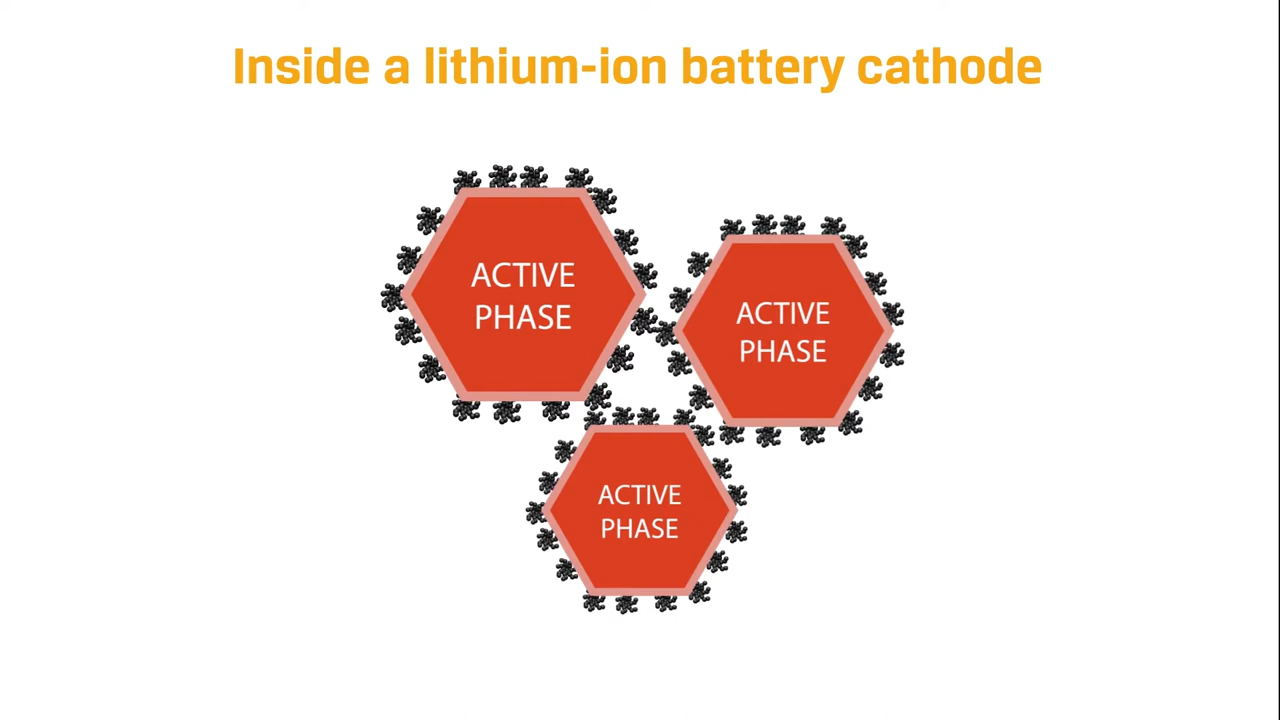 Inside a lithium-ion battery cathode
ACTIVE
PHASE
ACTIVE
PHASE
ACTIVE
PHASE